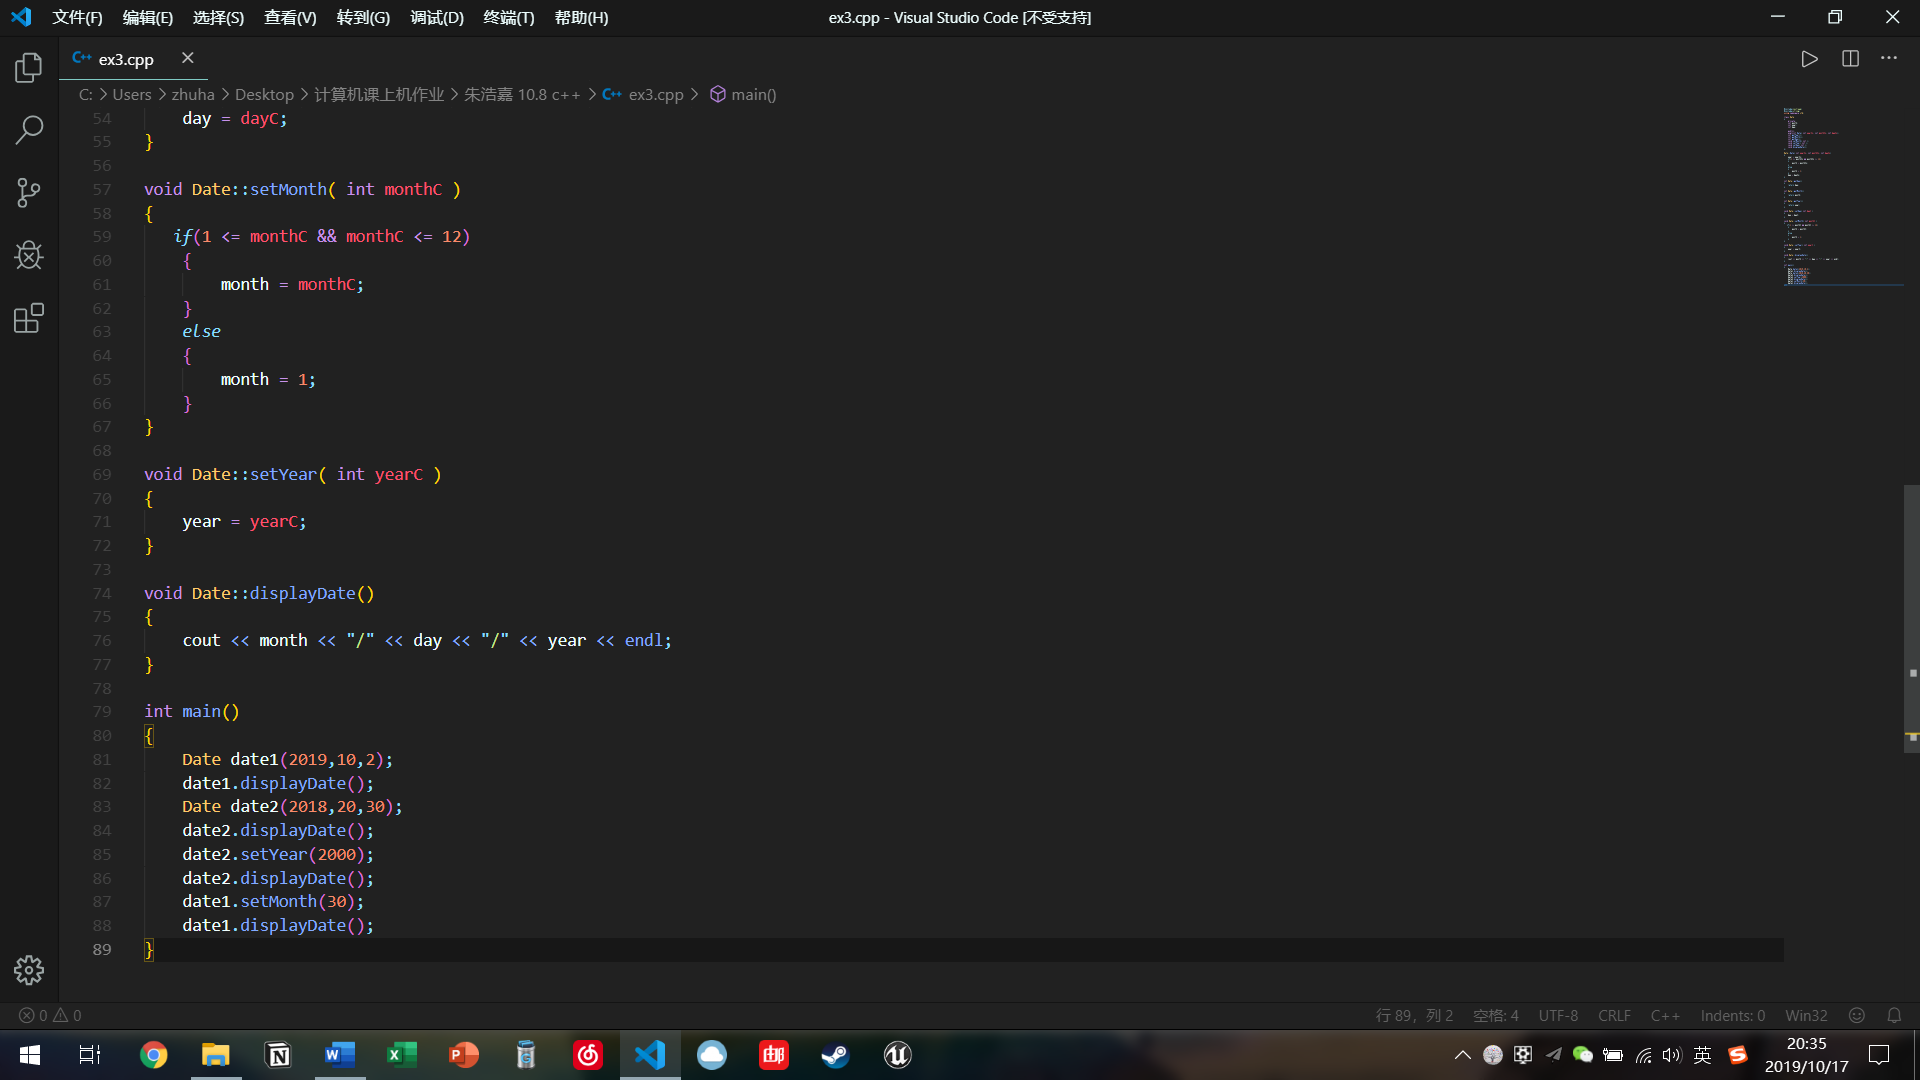 文件(F) 编辑(E) 选择(S) 查看(V) 转到(G) 调试(D) 终端(T) 帮助(H) ex3.cpp - Visual Studio Code [不受支持]
ex3.cpp
C: > Users > zhuha > Desktop > 计算机课上机作业 > 朱浩嘉 10.8 c++ > ex3.cpp > main()
54 day = dayC;
55 }
56
57 void Date::setMonth( int monthC )
58 {
59 if(1 <= monthC && monthC <= 12)
60 {
61 month = monthC;
62 }
63 else
64 {
65 month = 1;
66 }
67 }
68
69 void Date::setYear( int yearC )
70 {
71 year = yearC;
72 }
73
74 void Date::displayDate()
75 {
76 cout << month << "/" << day << "/" << year << endl;
77 }
78
79 int main()
80 {
81 Date date1(2019,10,2);
82 date1.displayDate();
83 Date date2(2018,20,30);
84 date2.displayDate();
85 date2.setYear(2000);
86 date2.displayDate();
87 date1.setMonth(30);
88 date1.displayDate();
89 }
0 0 行 89，列 2 空格: 4 UTF-8 CRLF C++ Indents: 0 Win32
英 20:35
2019/10/17